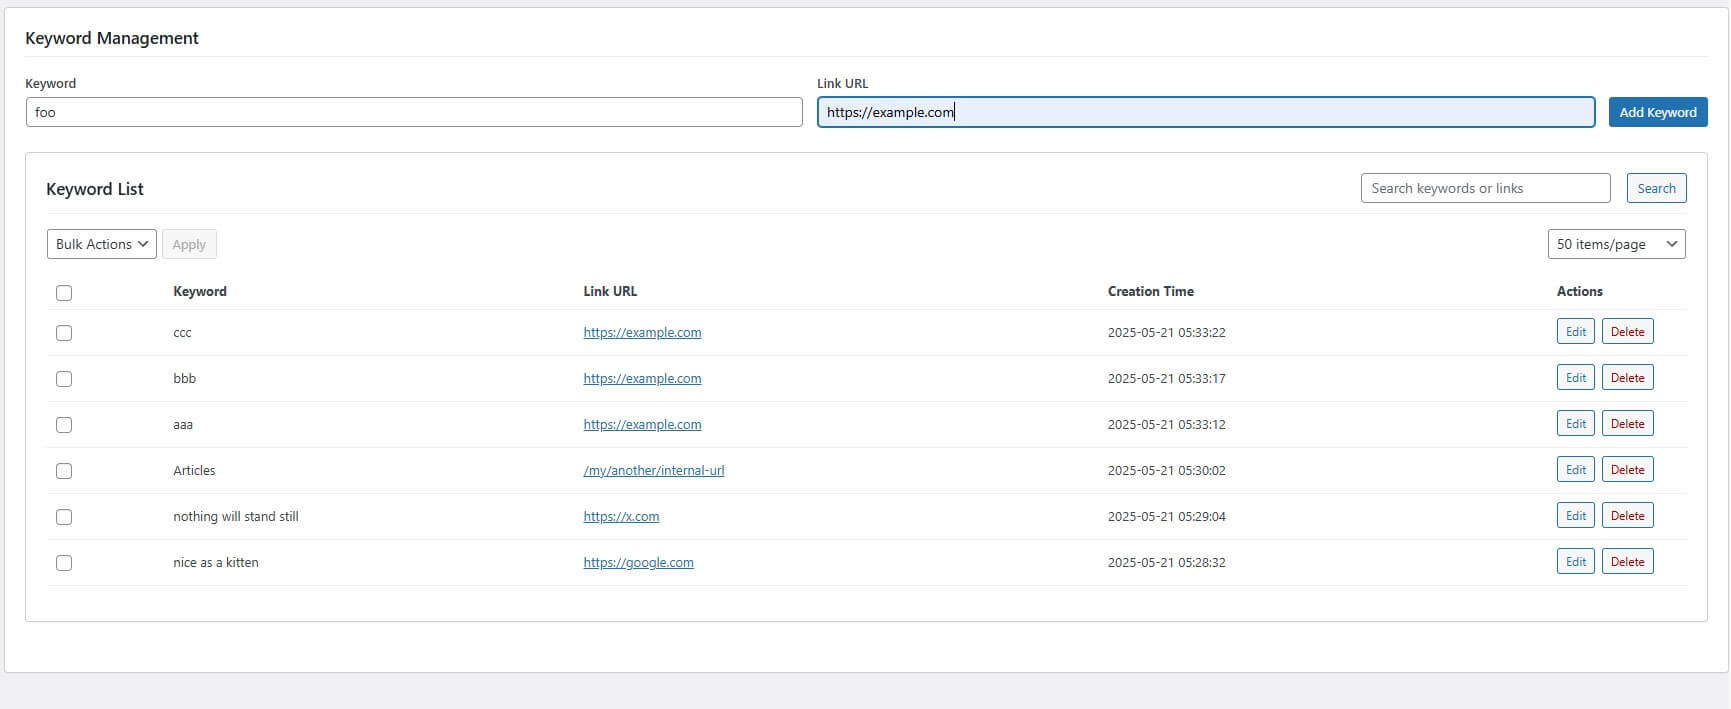 Keyword Management
Keyword Link URL
foo https://example.com Add Keyword
Keyword List Search keywords or links Search
Bulk Actions Apply 50 items/page
Keyword Link URL Creation Time Actions
ccc https://example.com 2025-05-21 05:33:22 Edit Delete
bbb https://example.com 2025-05-21 05:33:17 Edit Delete
aaa https://example.com 2025-05-21 05:33:12 Edit Delete
Articles /my/another/internal-url 2025-05-21 05:30:02 Edit Delete
nothing will stand still https://x.com 2025-05-21 05:29:04 Edit Delete
nice as a kitten https://google.com 2025-05-21 05:28:32 Edit Delete